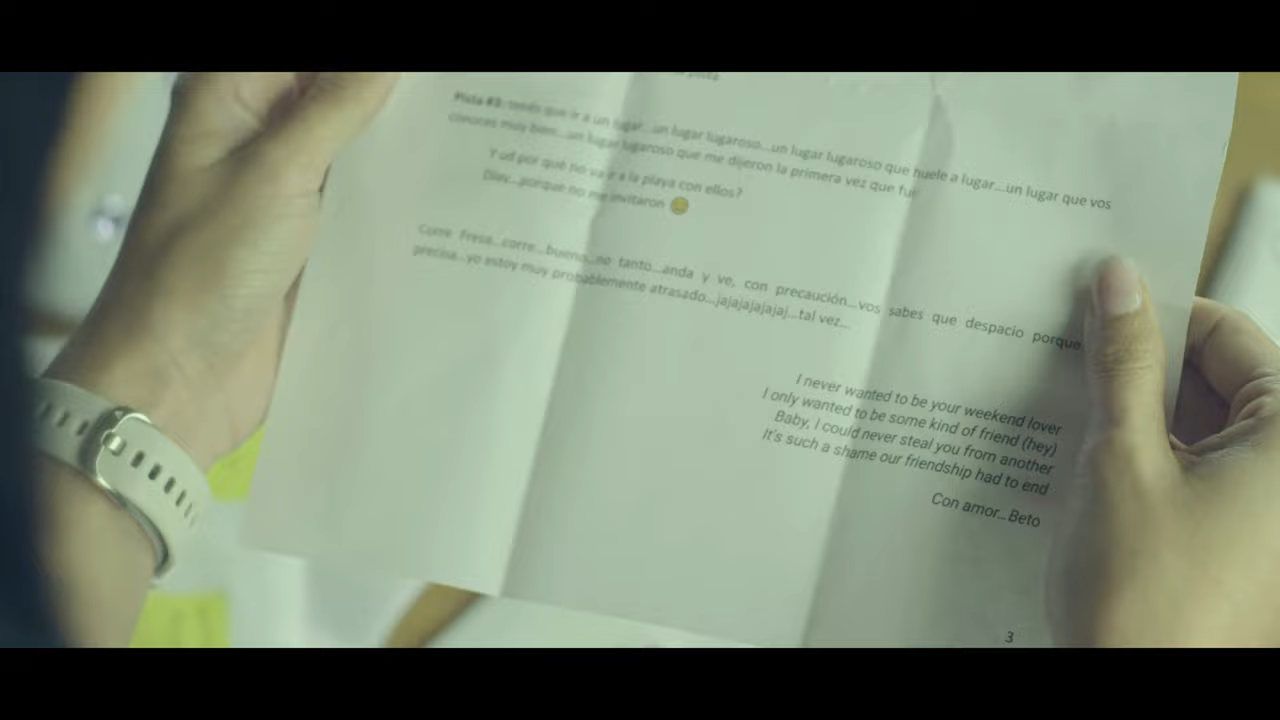 pista
Pista #3: tenés que ir a un lugar...un lugar lugaroso...un lugar lugaroso que huele a lugar...un lugar que vos
conoces muy bien...un lugar lugaroso que me dijeron la primera vez que fui
Y ud por qué no va ir a la playa con ellos?
Diay...porque no me invitaron
Corre Fresa...corre...bueno...no tanto...anda y ve, con precaución...vos sabes que despacio porque
precisa...yo estoy muy probablemente atrasado...jajajajajaj...tal vez...
I never wanted to be your weekend lover
I only wanted to be some kind of friend (hey)
Baby, I could never steal you from another
It's such a shame our friendship had to end
Con amor...Beto
3